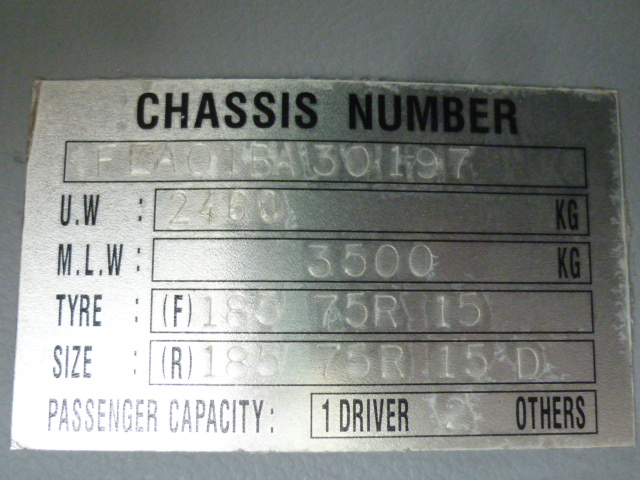 CHASSIS NUMBER
FEA01BA30197
U.W : 2460 KG
M.L.W : 3500 KG
TYRE : (F) 185 75R 15
SIZE : (R) 185 75R 15 D
PASSENGER CAPACITY: 1 DRIVER 2 OTHERS